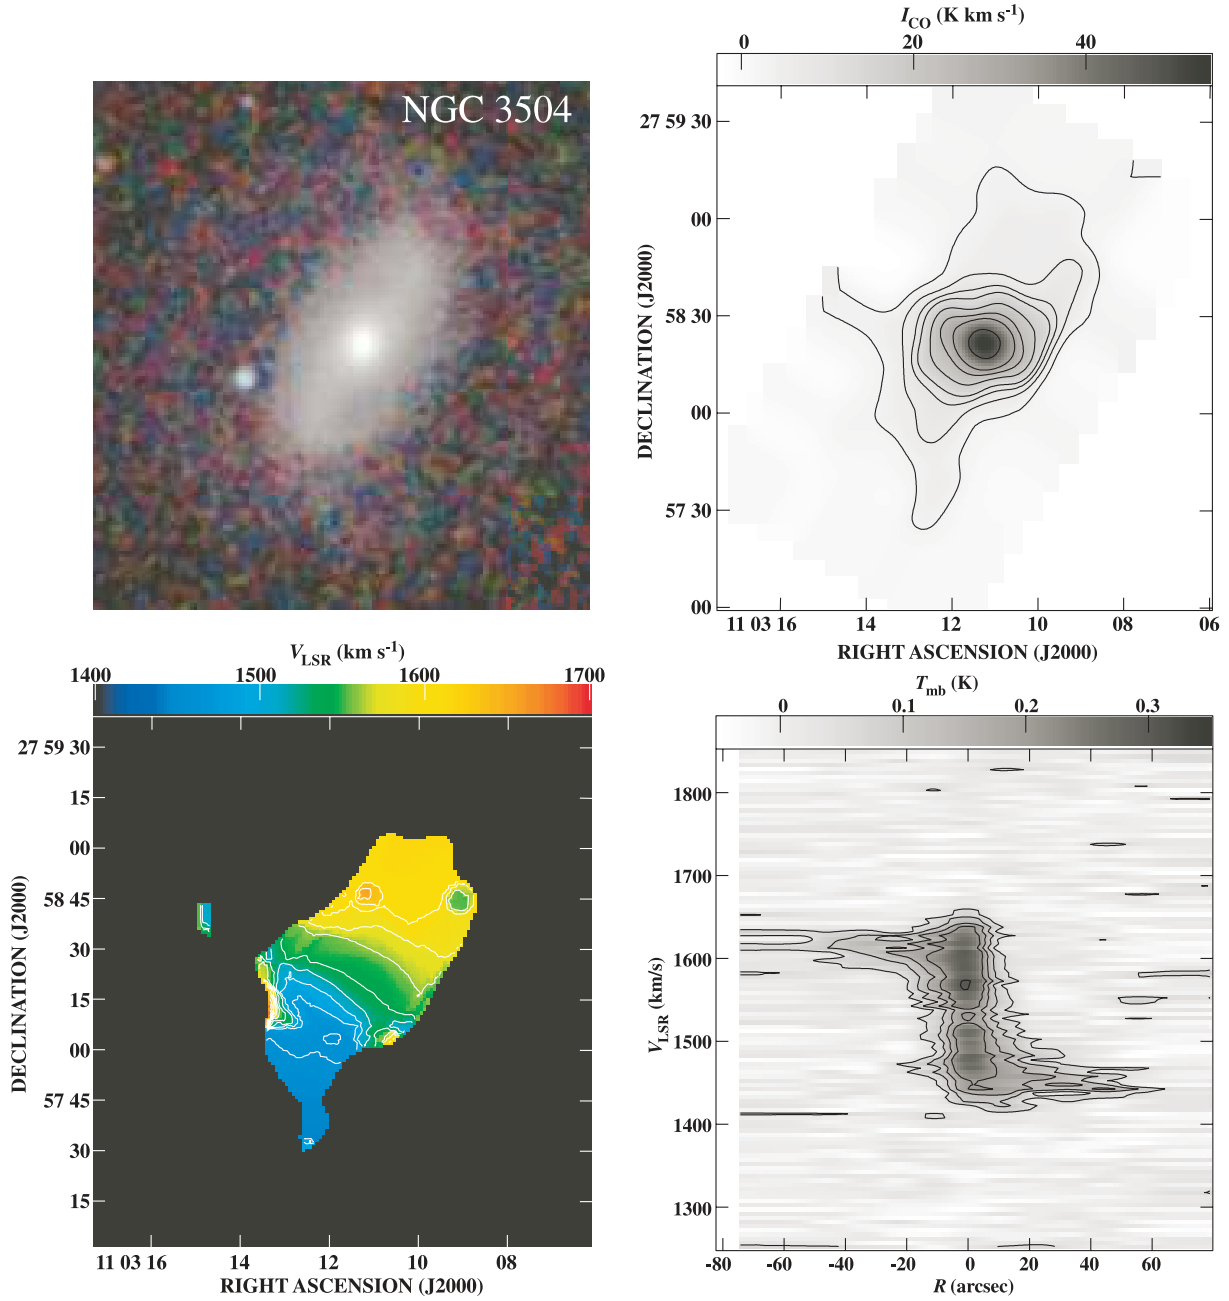 NGC 3504
I_CO (K km s⁻¹)
0 20 40
27 59 30
00
58 30
00
57 30
00
DECLINATION (J2000)
11 03 16 14 12 10 08 06
RIGHT ASCENSION (J2000)
V_LSR (km s⁻¹)
1400 1500 1600 1700
27 59 30
15
00
58 45
30
15
00
57 45
30
15
DECLINATION (J2000)
11 03 16 14 12 10 08
RIGHT ASCENSION (J2000)
T_mb (K)
0 0.1 0.2 0.3
1800
1700
1600
1500
1400
1300
V_LSR (km/s)
-80 -60 -40 -20 0 20 40 60
R (arcsec)